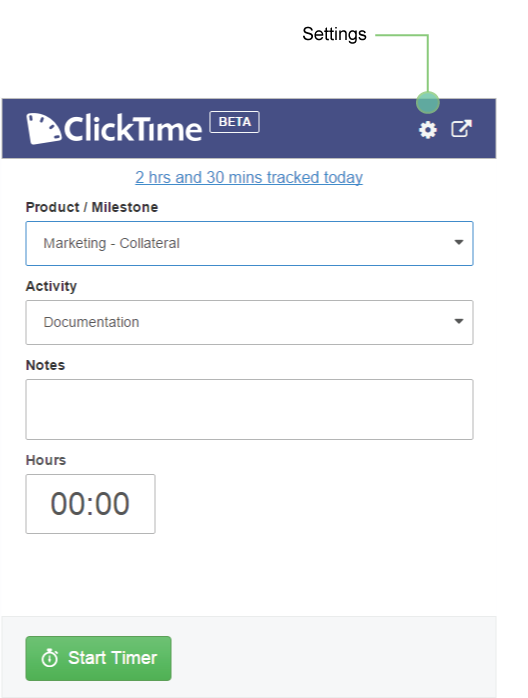 Settings
ClickTime BETA
2 hrs and 30 mins tracked today
Product / Milestone
Marketing - Collateral
Activity
Documentation
Notes
Hours
00:00
Start Timer